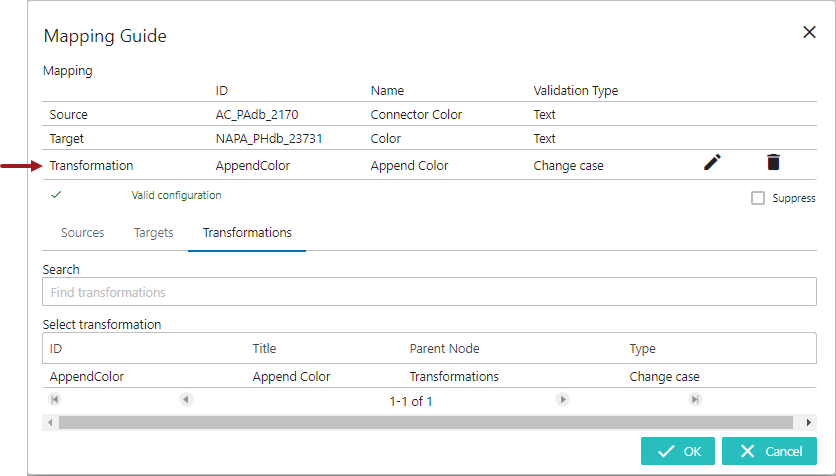 Mapping Guide
Mapping
ID Name Validation Type
Source AC_PAdb_2170 Connector Color Text
Target NAPA_PHdb_23731 Color Text
Transformation AppendColor Append Color Change case
Valid configuration Suppress
Sources Targets Transformations
Search
Find transformations
Select transformation
ID Title Parent Node Type
AppendColor Append Color Transformations Change case
1-1 of 1
OK Cancel